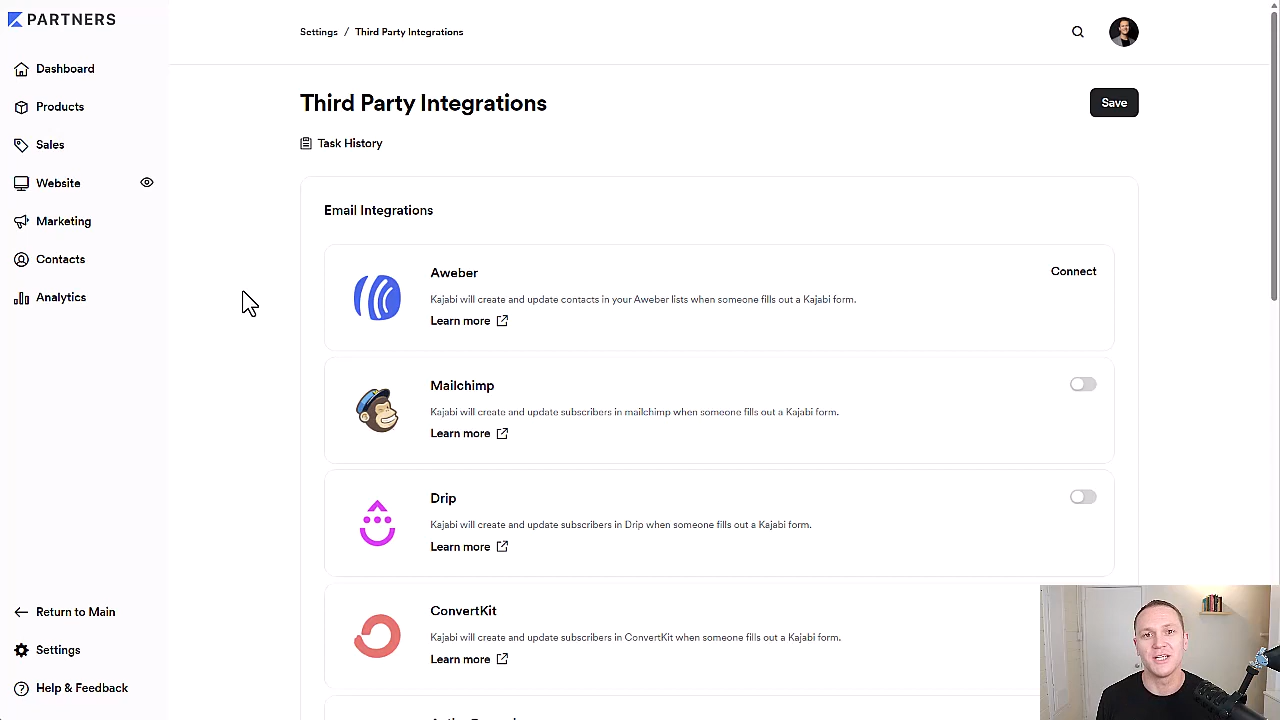 PARTNERS
Dashboard
Products
Sales
Website
Marketing
Contacts
Analytics
Return to Main
Settings
Help & Feedback
Settings / Third Party Integrations
Third Party Integrations
Save
Task History
Email Integrations
Aweber
Connect
Kajabi will create and update contacts in your Aweber lists when someone fills out a Kajabi form.
Learn more
Mailchimp
Kajabi will create and update subscribers in mailchimp when someone fills out a Kajabi form.
Learn more
Drip
Kajabi will create and update subscribers in Drip when someone fills out a Kajabi form.
Learn more
ConvertKit
Kajabi will create and update subscribers in ConvertKit when someone fills out a Kajabi form.
Learn more